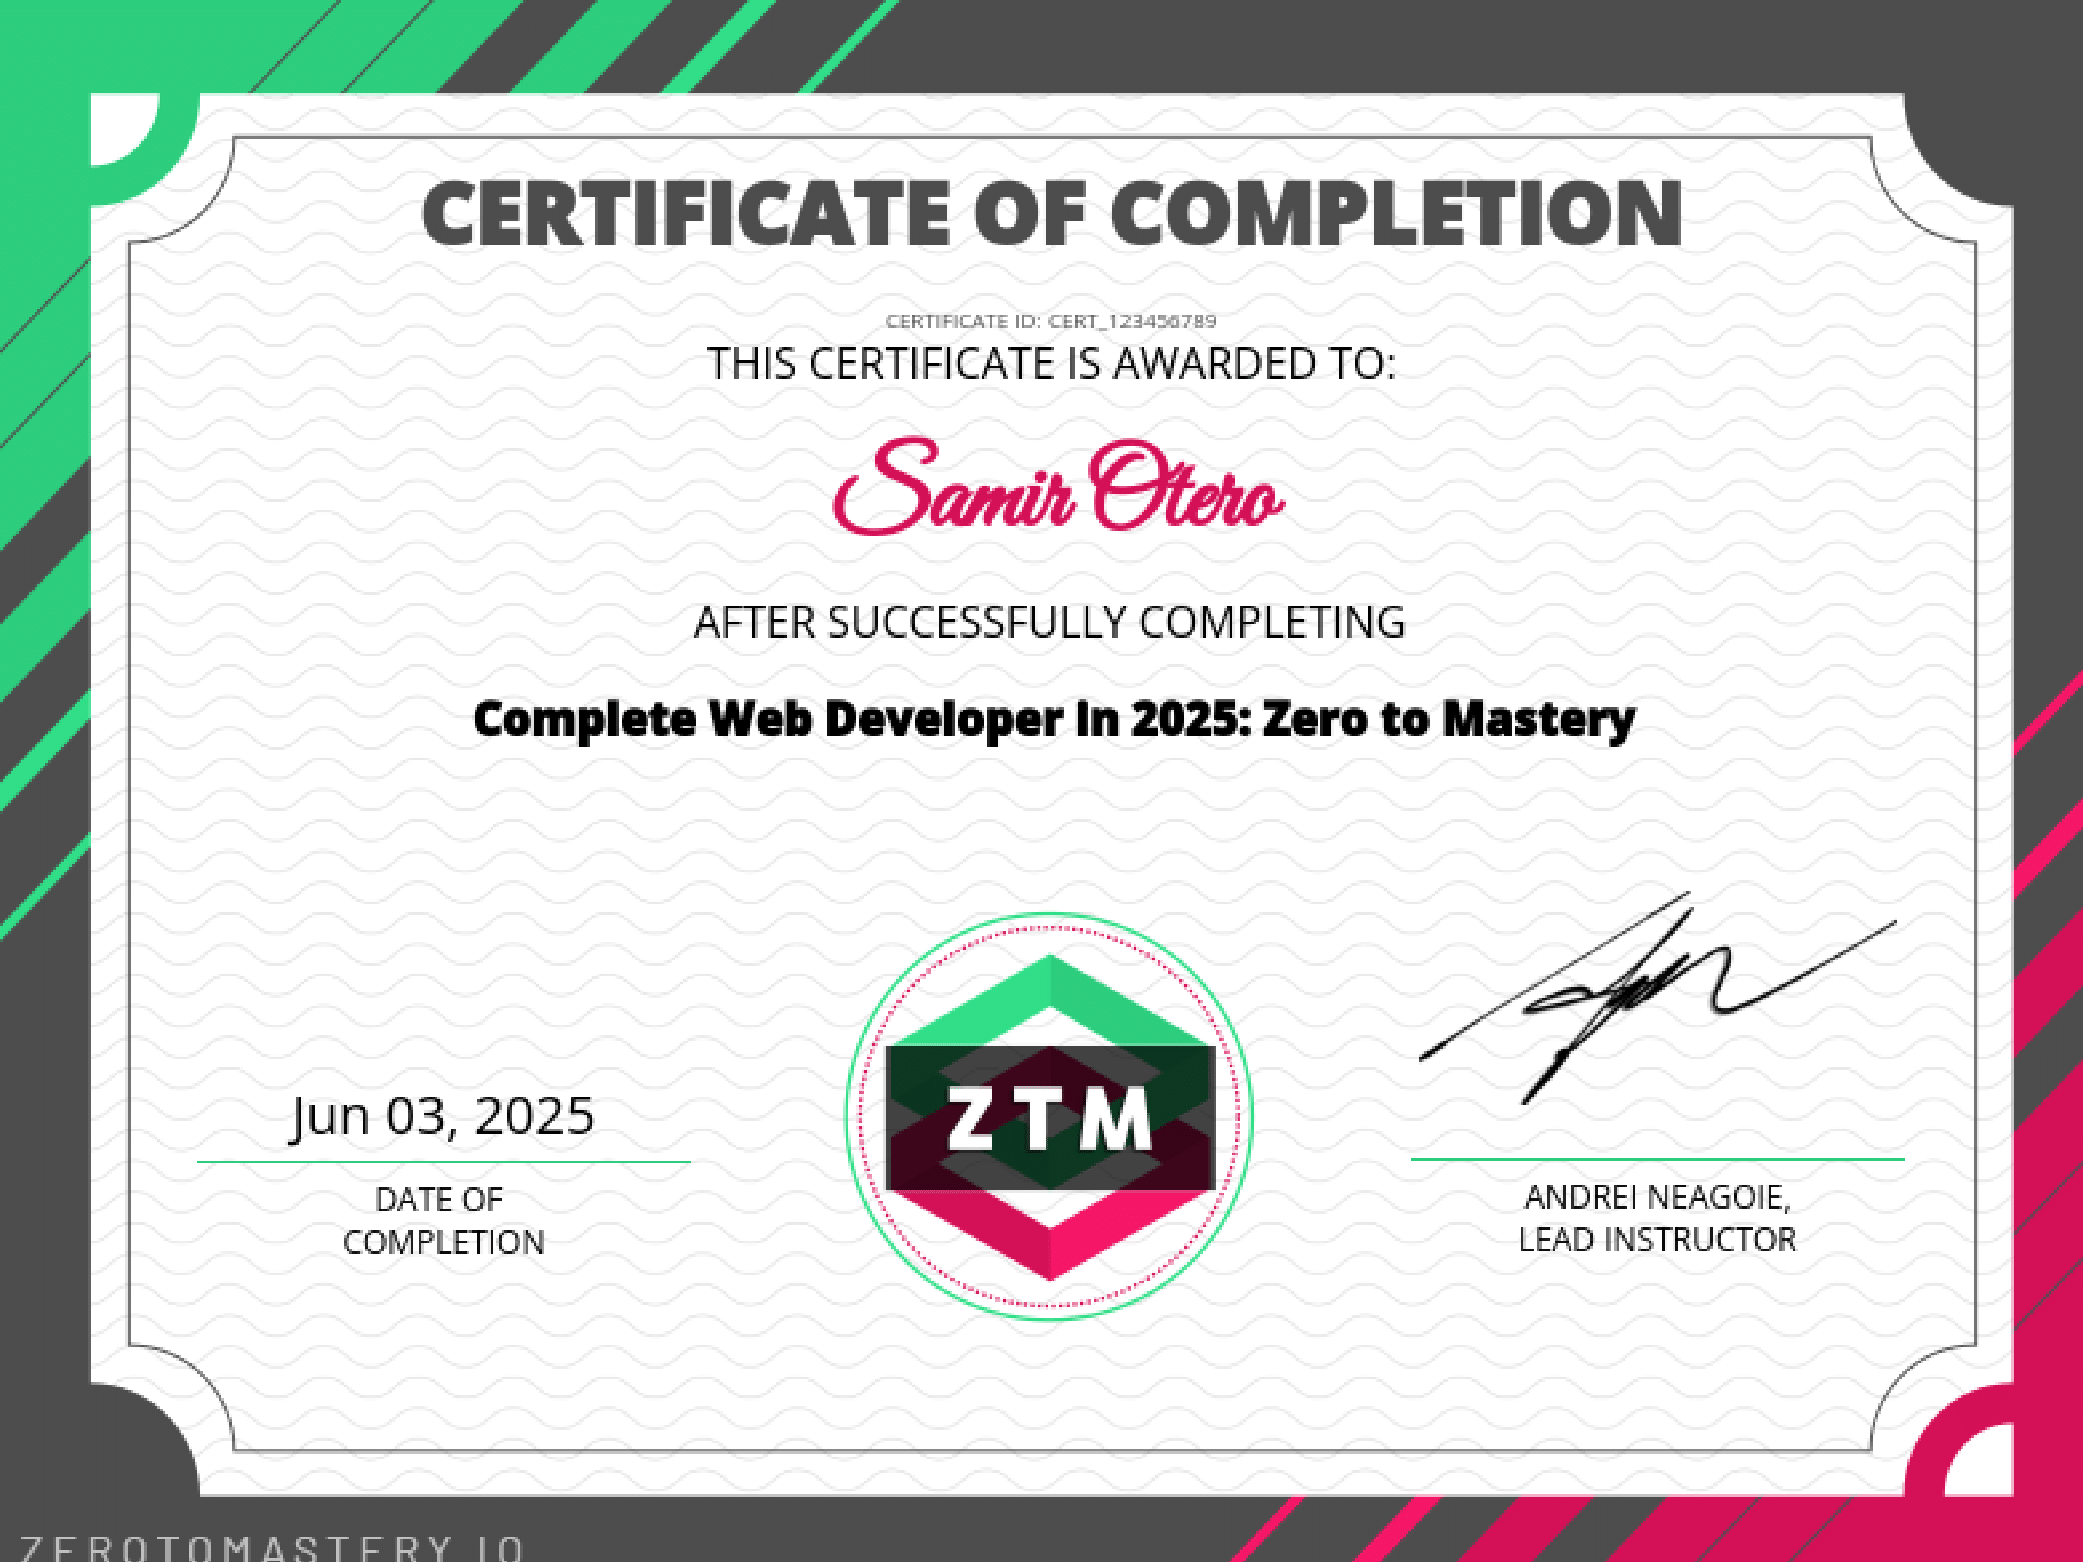 CERTIFICATE OF COMPLETION
CERTIFICATE ID: CERT_123456789
THIS CERTIFICATE IS AWARDED TO:
Samir Otero
AFTER SUCCESSFULLY COMPLETING
Complete Web Developer in 2025: Zero to Mastery
Jun 03, 2025
DATE OF
COMPLETION
ZTM
ANDREI NEAGOIE,
LEAD INSTRUCTOR
ZEROTOMASTERY.IO